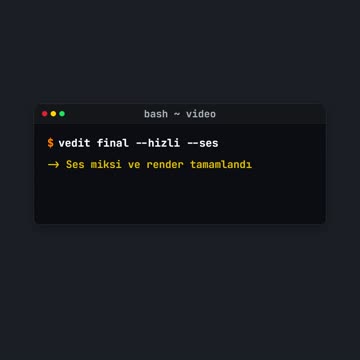 bash ~ video
$ vedit final --hizli --ses
→ Ses miksi ve render tamamlandı